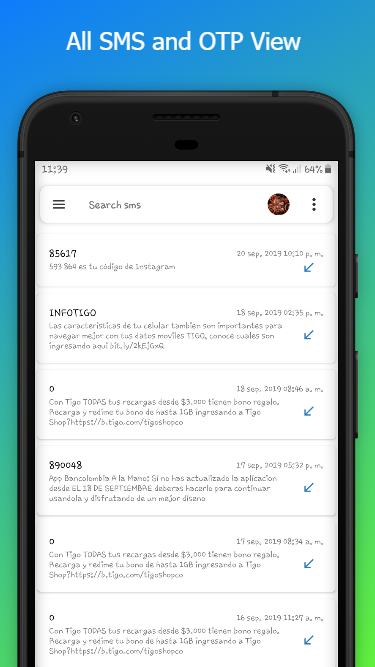 All SMS and OTP View
11:39
64%
Search sms
85617
20 sep. 2019 10:10 p. m.
593 864 es tu código de Instagram
INFOTIGO
18 sep. 2019 02:35 p. m.
Las caracteristicas de tu celular tambien son importantes para
navegar mejor con tus datos moviles TIGO, conoce cuales son
ingresando aqui bit.ly/2kEjGxQ
0
18 sep. 2019 08:46 a. m.
Con Tigo TODAS tus recargas desde $3,000 tienen bono regalo.
Recarga y redime tu bono de hasta 1GB ingresando a Tigo
Shop?https://b.tigo.com/tigoshopco
890048
17 sep. 2019 05:32 p. m.
App Bancolombia A la Mano: Si no has actualizado la aplicacion
desde EL 18 DE SEPTIEMBRE deberas hacerlo para continuar
usandola y disfrutando de un mejor diseno
0
17 sep. 2019 08:34 a. m.
Con Tigo TODAS tus recargas desde $3,000 tienen bono regalo.
Recarga y redime tu bono de hasta 1GB ingresando a Tigo
Shop?https://b.tigo.com/tigoshopco
0
16 sep. 2019 11:27 a. m.
Con Tigo TODAS tus recargas desde $3,000 tienen bono regalo.
Recarga y redime tu bono de hasta 1GB ingresando a Tigo
Shop?https://b.tigo.com/tigoshopco